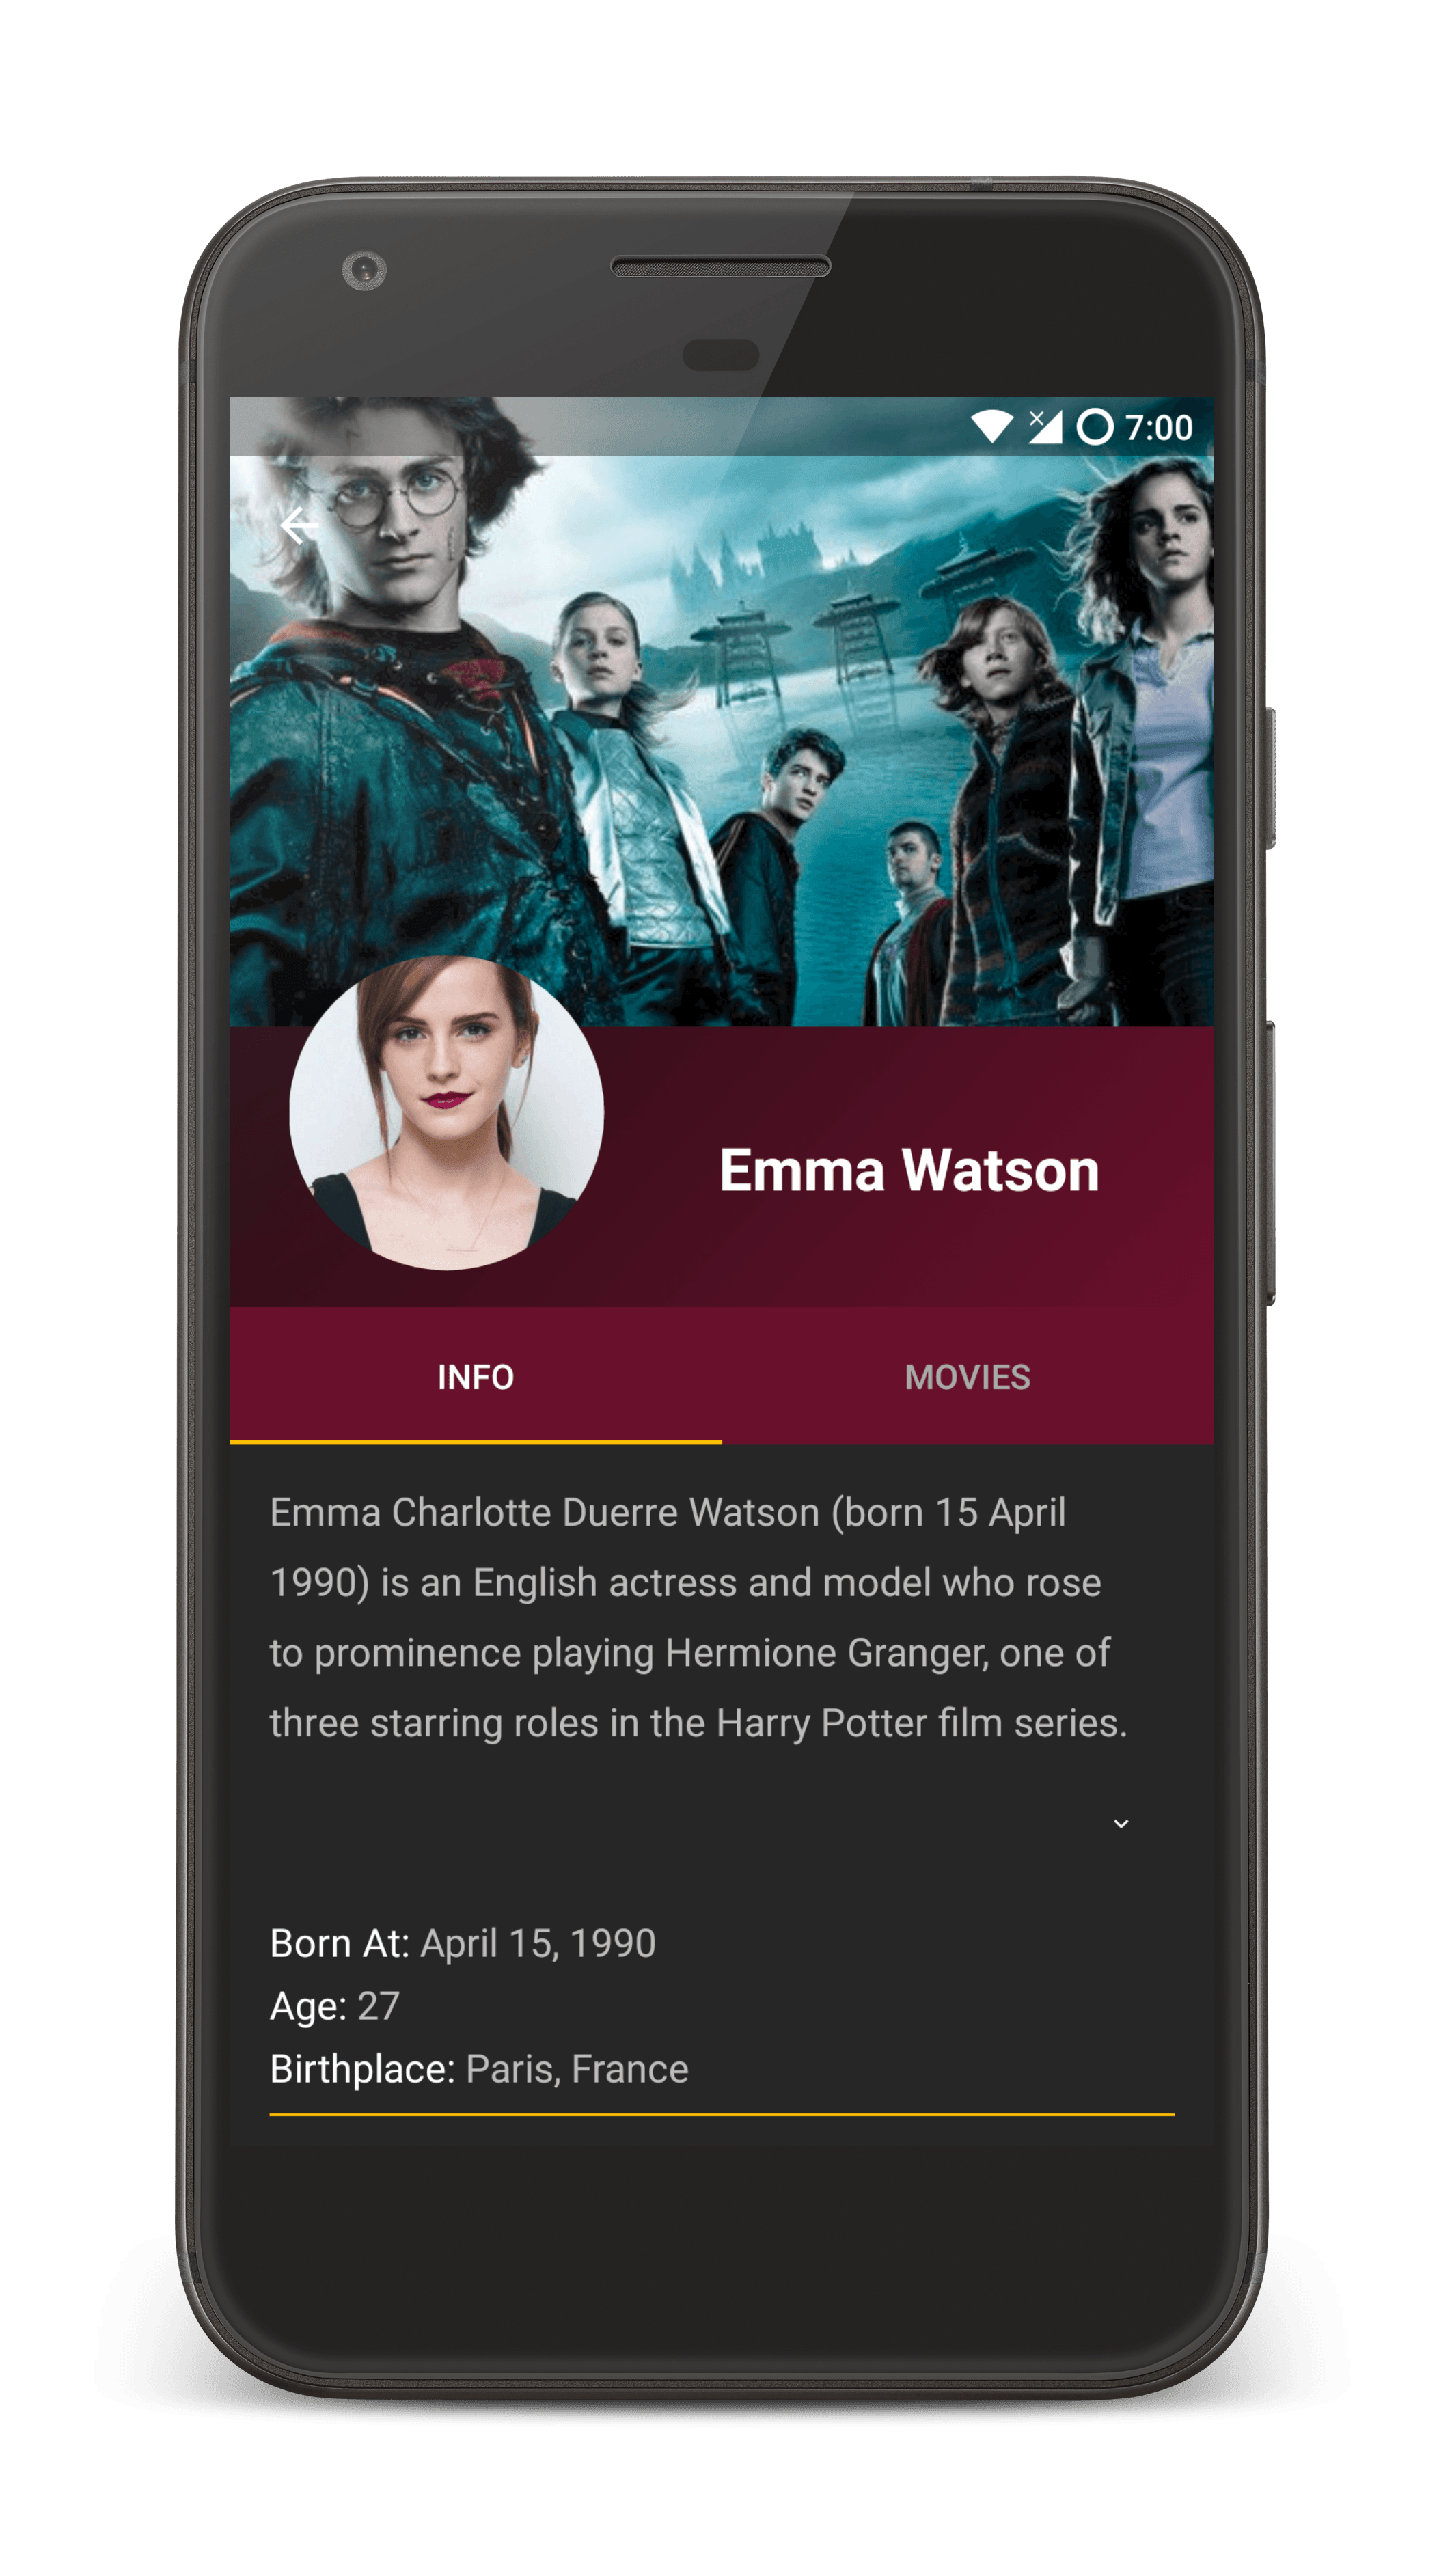 7:00
Emma Watson
INFO
MOVIES
Emma Charlotte Duerre Watson (born 15 April
1990) is an English actress and model who rose
to prominence playing Hermione Granger, one of
three starring roles in the Harry Potter film series.
Born At: April 15, 1990
Age: 27
Birthplace: Paris, France